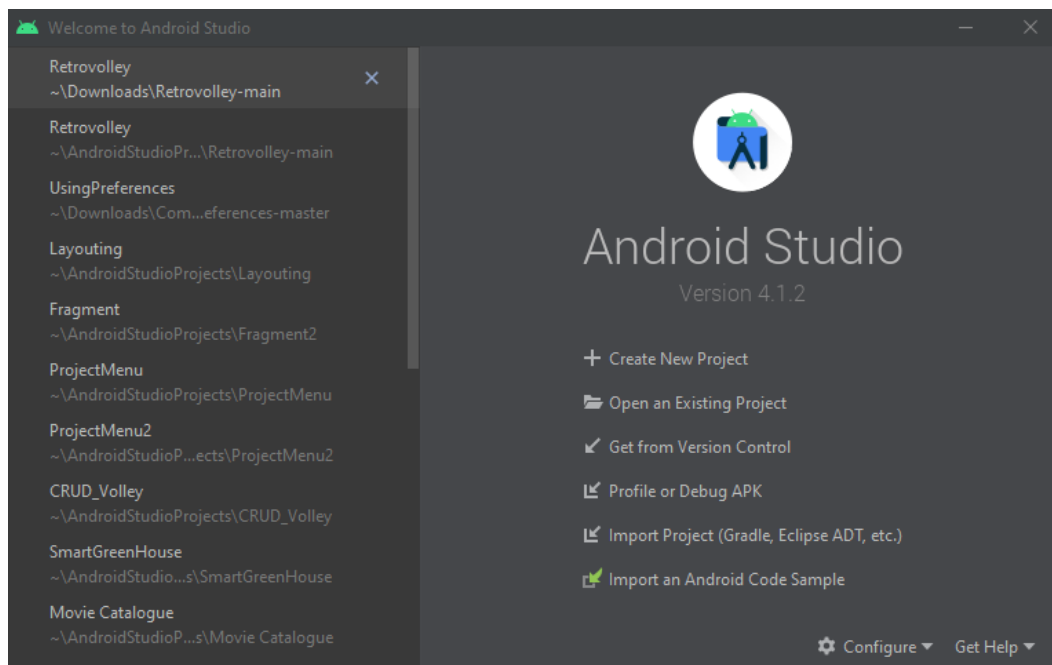 Welcome to Android Studio
Retrovolley
~\Downloads\Retrovolley-main
Retrovolley
~\AndroidStudioPr...\Retrovolley-main
UsingPreferences
~\Downloads\Com...eferences-master
Layouting
~\AndroidStudioProjects\Layouting
Fragment
~\AndroidStudioProjects\Fragment2
ProjectMenu
~\AndroidStudioProjects\ProjectMenu
ProjectMenu2
~\AndroidStudioP...ects\ProjectMenu2
CRUD_Volley
~\AndroidStudioProjects\CRUD_Volley
SmartGreenHouse
~\AndroidStudio...s\SmartGreenHouse
Movie Catalogue
~\AndroidStudioP...s\Movie Catalogue
Android Studio
Version 4.1.2
Create New Project
Open an Existing Project
Get from Version Control
Profile or Debug APK
Import Project (Gradle, Eclipse ADT, etc.)
Import an Android Code Sample
Configure
Get Help